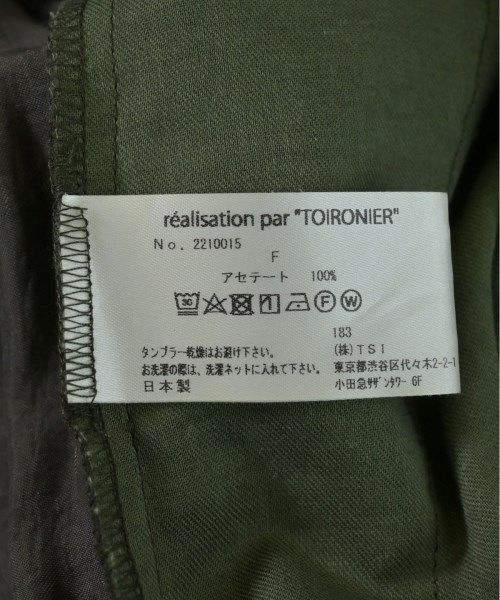 réalisation par "TOIRONIER"
No. 2210015
F
アセテート 100%
30 F W
183
タンブラー乾燥はお避け下さい。 (株)TSI
お洗濯の際は、洗濯ネットに入れて下さい。 東京都渋谷区代々木2-2-1
日本製 小田急サザンタワー 6F